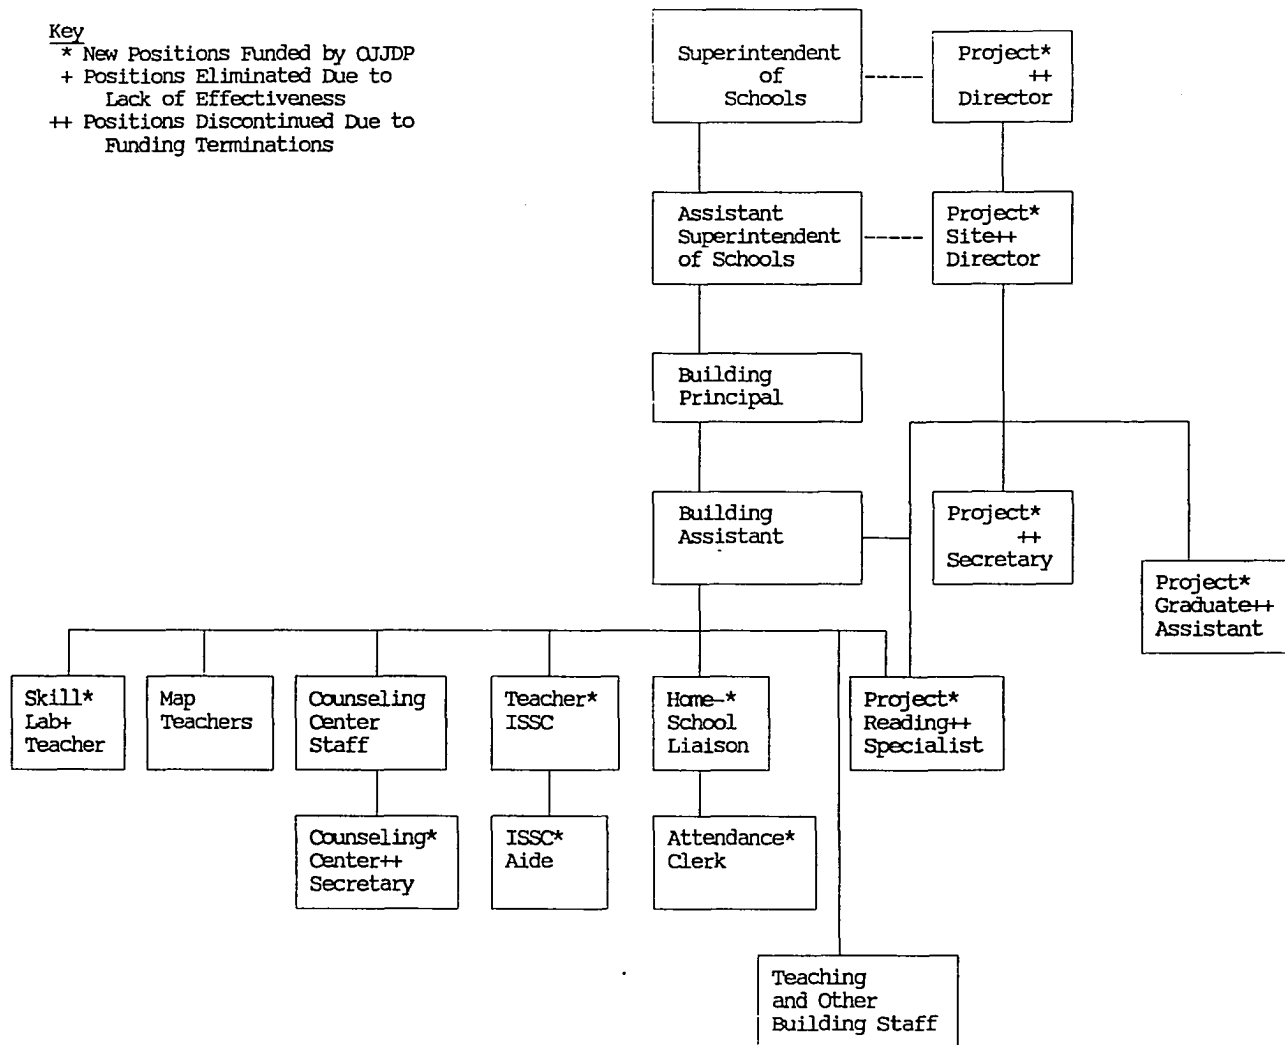 Key
* New Positions Funded by OJJDP
+ Positions Eliminated Due to
Lack of Effectiveness
++ Positions Discontinued Due to
Funding Terminations
Superintendent
of
Schools
Project*
++
Director
Assistant
Superintendent
of Schools
Project*
Site++
Director
Building
Principal
Building
Assistant
Project*
++
Secretary
Project*
Graduate++
Assistant
Skill*
Lab+
Teacher
Map
Teachers
Counseling
Center
Staff
Teacher*
ISSC
Home-*
School
Liaison
Project*
Reading++
Specialist
Counseling*
Center++
Secretary
ISSC*
Aide
Attendance*
Clerk
Teaching
and Other
Building Staff